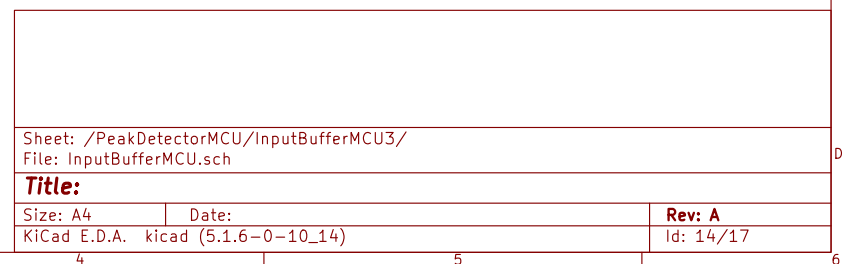 Sheet: /PeakDetectorMCU/InputBufferMCU3/
File: InputBufferMCU.sch
D
Title:
Size: A4 Date: Rev: A
KiCad E.D.A. kicad (5.1.6-0-10_14) Id: 14/17
4 5 6